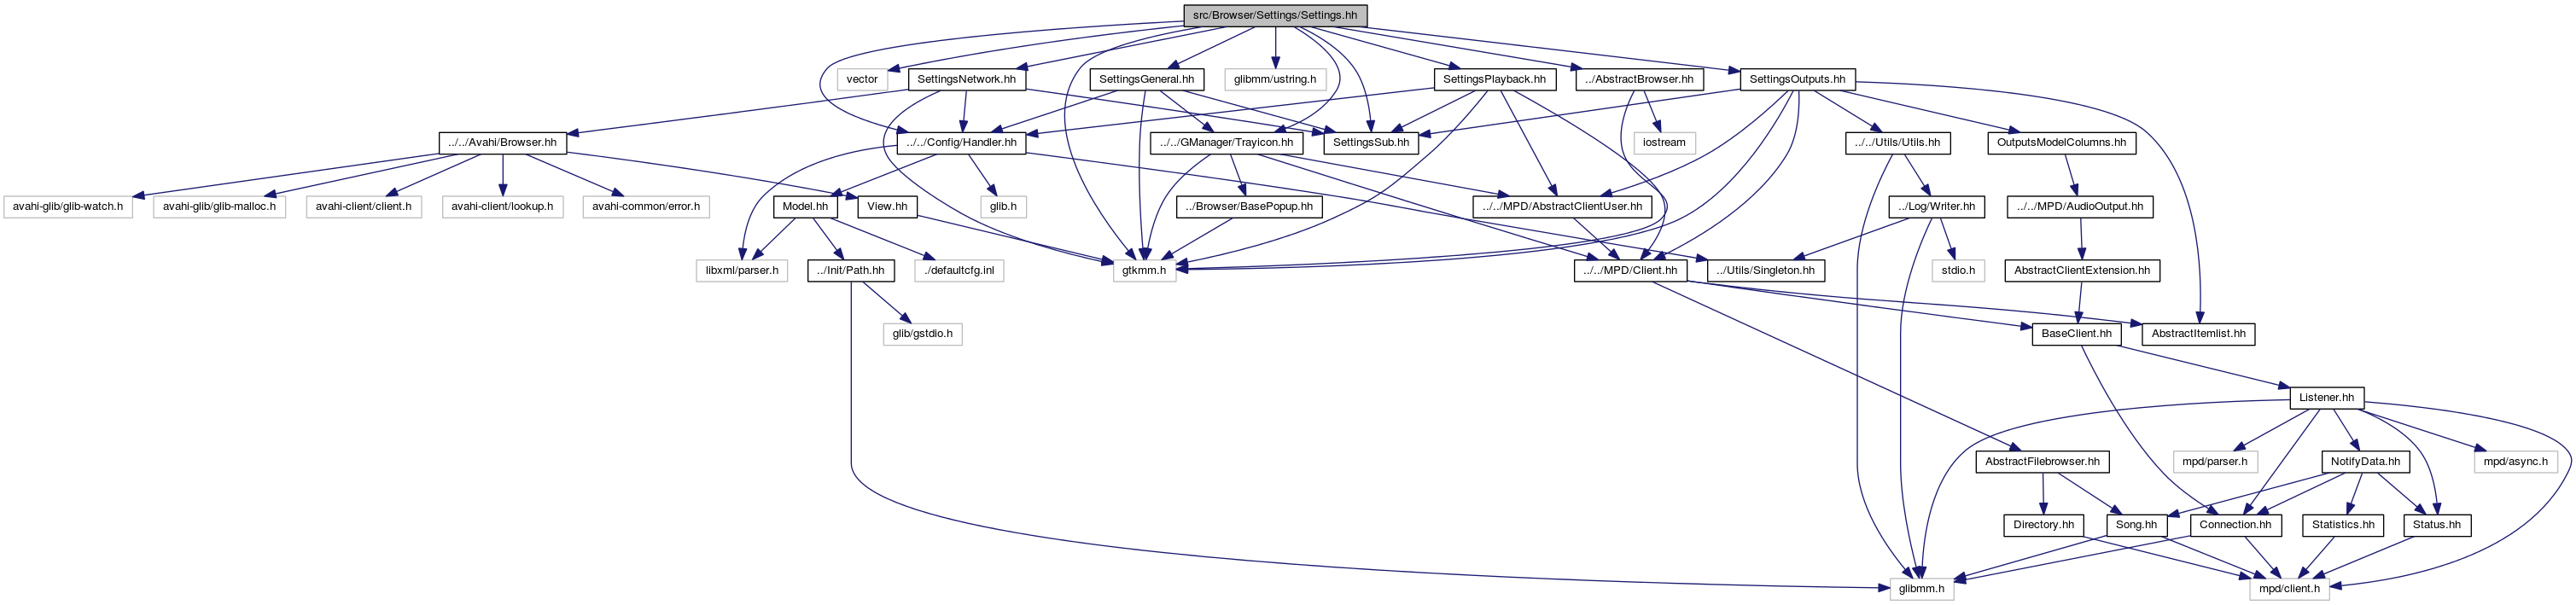 src/Browser/Settings/Settings.hh
vector
SettingsNetwork.hh
SettingsGeneral.hh
glibmm/ustring.h
SettingsPlayback.hh
../AbstractBrowser.hh
SettingsOutputs.hh
../../Avahi/Browser.hh
../../Config/Handler.hh
../../GManager/Trayicon.hh
SettingsSub.hh
iostream
../../Utils/Utils.hh
OutputsModelColumns.hh
avahi-glib/glib-watch.h
avahi-glib/glib-malloc.h
avahi-client/client.h
avahi-client/lookup.h
avahi-common/error.h
Model.hh
View.hh
glib.h
../Browser/BasePopup.hh
../../MPD/AbstractClientUser.hh
../Log/Writer.hh
../../MPD/AudioOutput.hh
libxml/parser.h
../Init/Path.hh
./defaultcfg.inl
gtkmm.h
../../MPD/Client.hh
../Utils/Singleton.hh
stdio.h
AbstractClientExtension.hh
glib/gstdio.h
BaseClient.hh
AbstractItemlist.hh
Listener.hh
AbstractFilebrowser.hh
mpd/parser.h
NotifyData.hh
mpd/async.h
Directory.hh
Song.hh
Connection.hh
Statistics.hh
Status.hh
glibmm.h
mpd/client.h